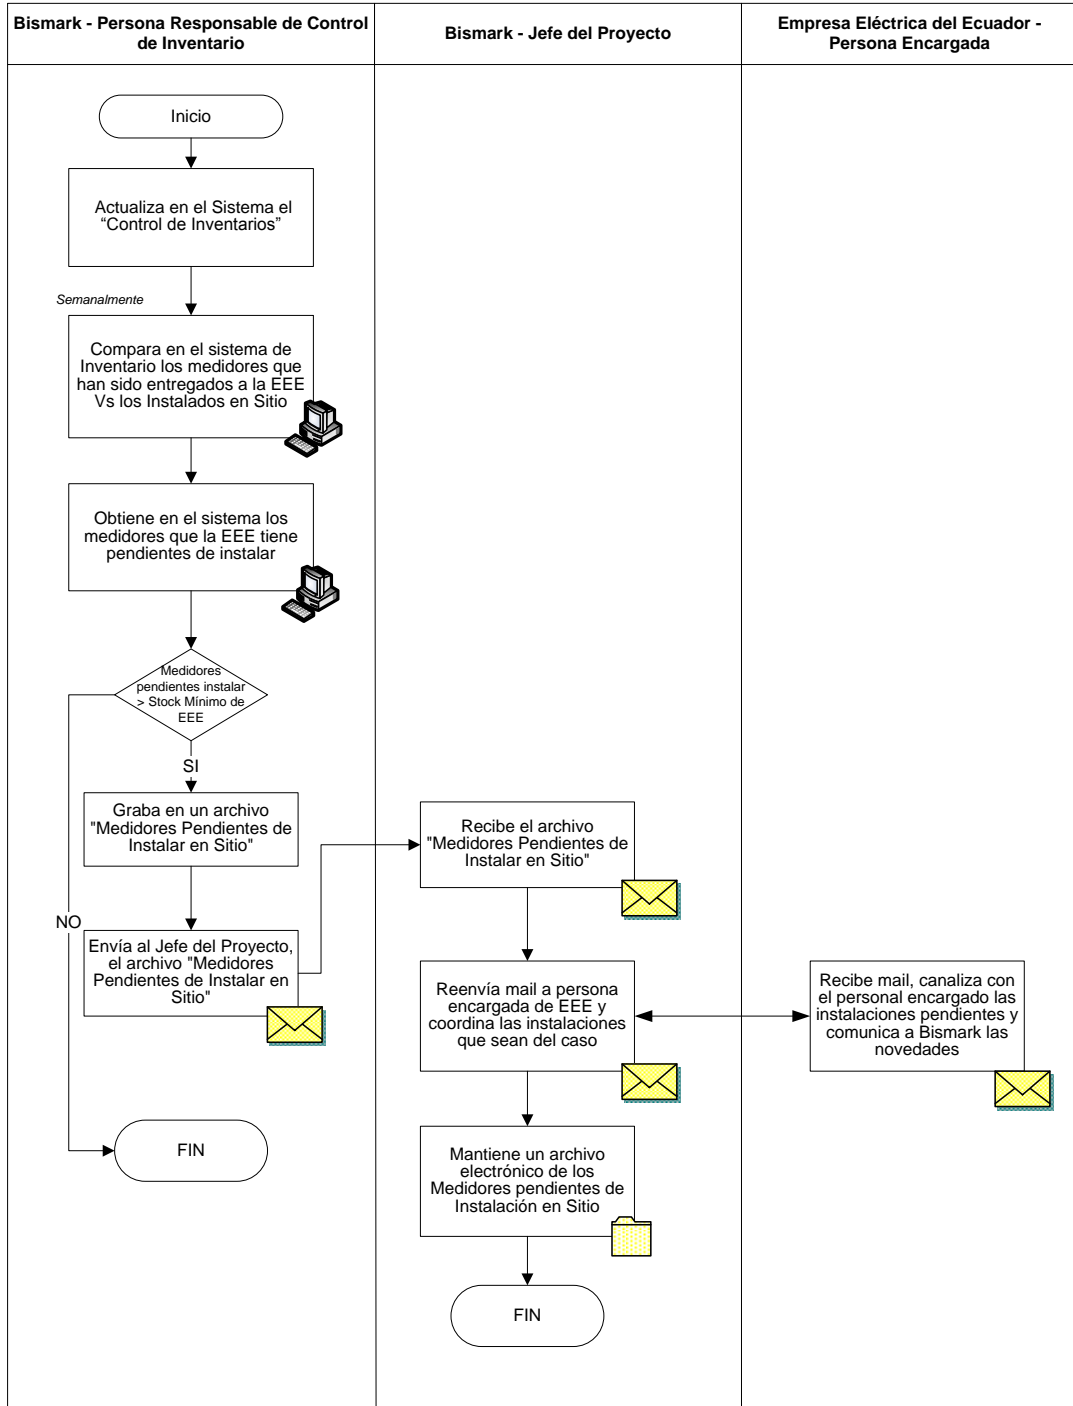 Bismark - Persona Responsable de Control
de Inventario
Bismark - Jefe del Proyecto
Empresa Eléctrica del Ecuador -
Persona Encargada
Inicio
Actualiza en el Sistema el
“Control de Inventarios”
Semanalmente
Compara en el sistema de
Inventario los medidores que
han sido entregados a la EEE
Vs los Instalados en Sitio
Obtiene en el sistema los
medidores que la EEE tiene
pendientes de instalar
Medidores
pendientes instalar
> Stock Mínimo de
EEE
SI
NO
Graba en un archivo
"Medidores Pendientes de
Instalar en Sitio"
Envía al Jefe del Proyecto,
el archivo "Medidores
Pendientes de Instalar en
Sitio"
FIN
Recibe el archivo
"Medidores Pendientes de
Instalar en Sitio"
Reenvía mail a persona
encargada de EEE y
coordina las instalaciones
que sean del caso
Mantiene un archivo
electrónico de los
Medidores pendientes de
Instalación en Sitio
FIN
Recibe mail, canaliza con
el personal encargado las
instalaciones pendientes y
comunica a Bismark las
novedades